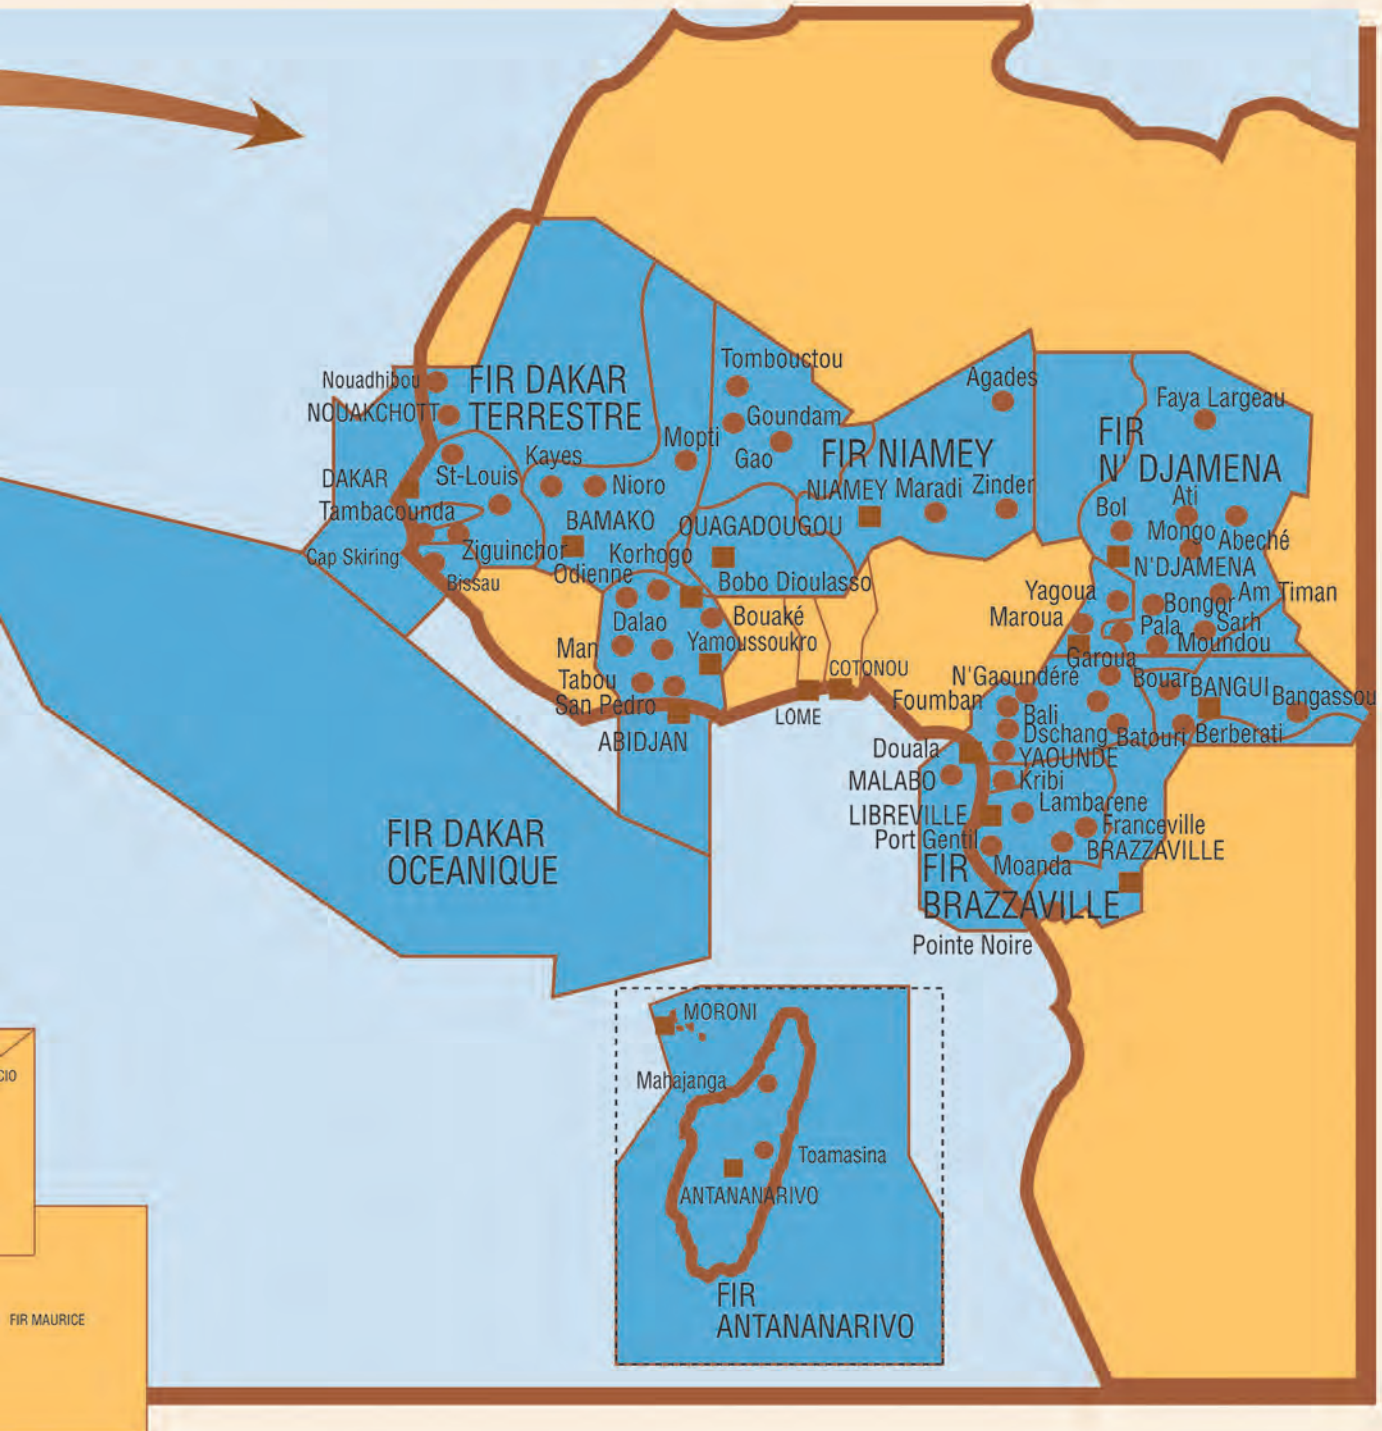 Tombouctou
Agades
Nouadhibou
FIR DAKAR
TERRESTRE
Faya Largeau
NOUAKCHOTT
Goundam
Mopti
FIR
N' DJAMENA
Kayes
Gao
FIR NIAMEY
DAKAR
St-Louis
Nioro
NIAMEY
Maradi
Zinder
Ati
Bol
Tambacounda
BAMAKO
OUAGADOUGOU
Mongo
Abeché
Cap Skiring
Ziguinchor
Korhogo
N'DJAMENA
Bissau
Odienne
Bobo Dioulasso
Yagoua
Am Timan
Bongor
Dalao
Bouaké
Maroua
Pala
Sarh
Man
Yamoussoukro
Moundou
Garoua
Tabou
COTONOU
N'Gaoundéré
Bouar
BANGUI
Bangassou
San Pedro
LOME
Foumban
Bali
ABIDJAN
Dschang
Batouri
Berberati
Douala
YAOUNDE
MALABO
Kribi
LIBREVILLE
Lambarene
FIR DAKAR
OCEANIQUE
Port Gentil
Franceville
BRAZZAVILLE
FIR
BRAZZAVILLE
Moanda
Pointe Noire
MORONI
CIO
Mahajanga
Toamasina
ANTANANARIVO
FIR
ANTANANARIVO
FIR MAURICE